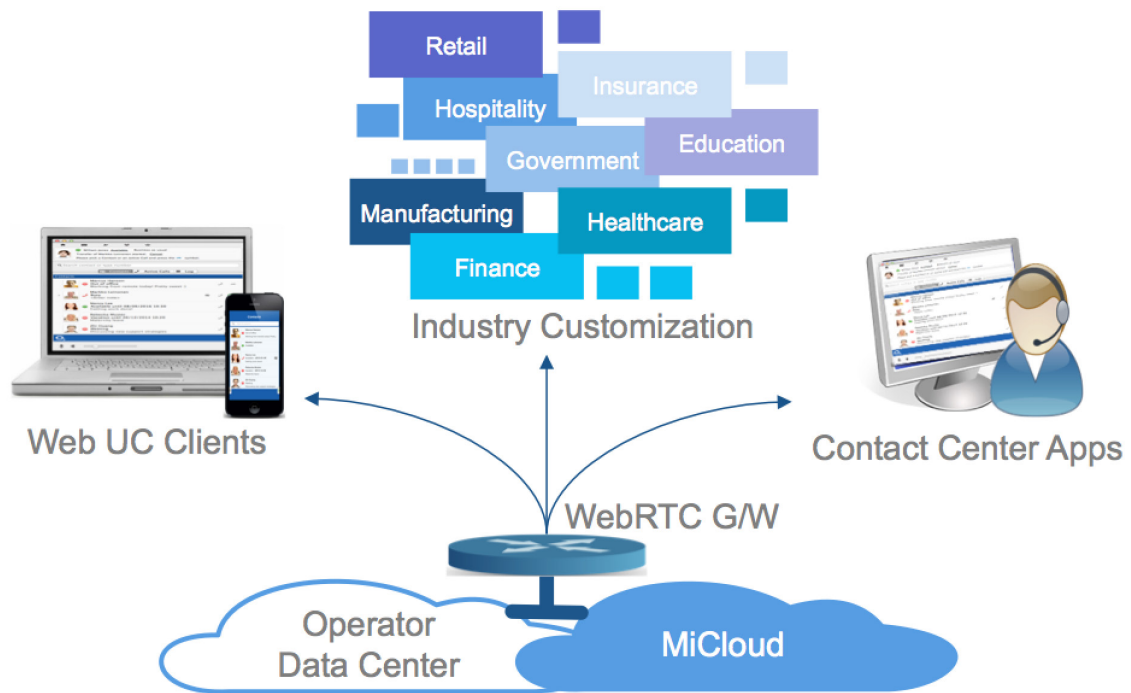 Retail
Insurance
Hospitality
Education
Government
Manufacturing
Healthcare
Finance
Industry Customization
Web UC Clients
Contact Center Apps
WebRTC G/W
Operator
Data Center
MiCloud